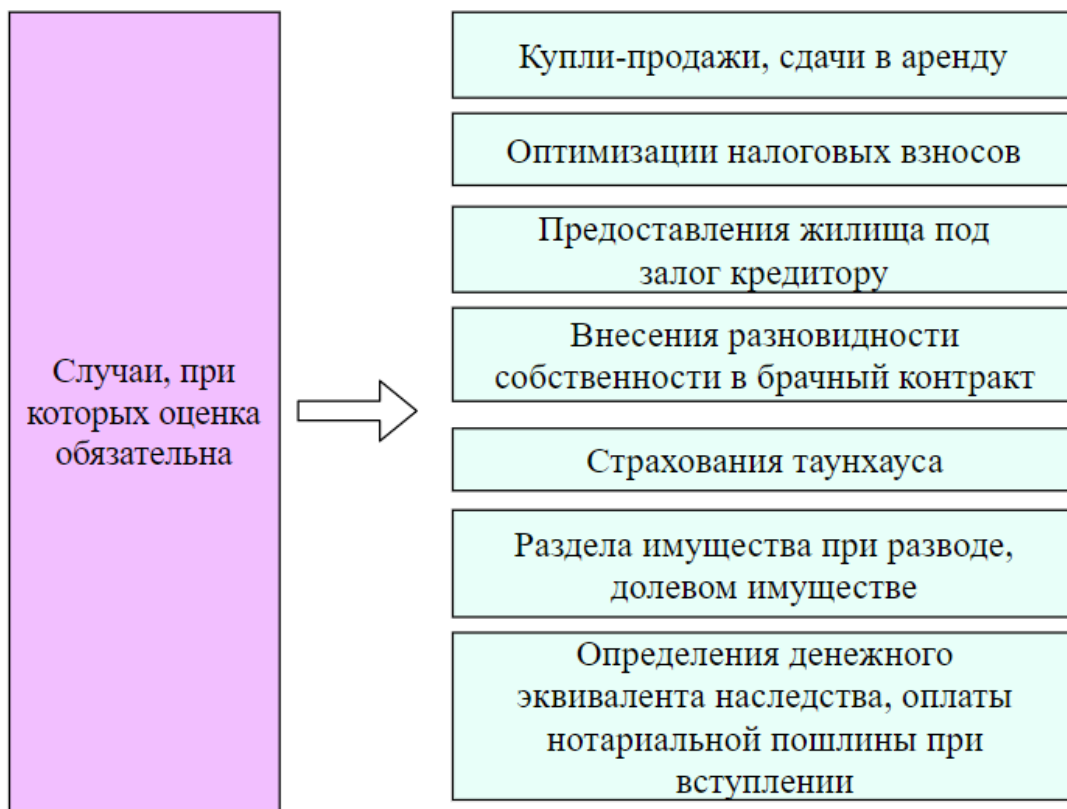 Случаи, при
которых оценка
обязательна
Купли-продажи, сдачи в аренду
Оптимизации налоговых взносов
Предоставления жилища под
залог кредитору
Внесения разновидности
собственности в брачный контракт
Страхования таунхауса
Раздела имущества при разводе,
долевом имуществе
Определения денежного
эквивалента наследства, оплаты
нотариальной пошлины при
вступлении